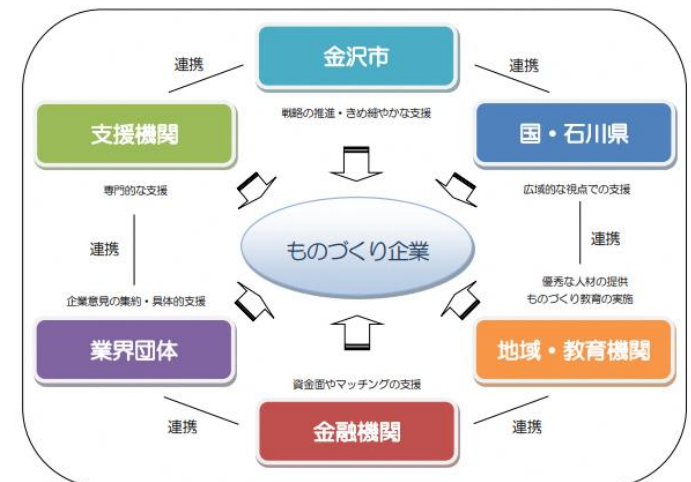 金沢市
連携
連携
戦略の推進・きめ細やかな支援
支援機関
国・石川県
専門的な支援
広域的な視点での支援
連携
ものづくり企業
連携
優秀な人材の提供
ものづくり教育の実施
企業意見の集約・具体的支援
業界団体
地域・教育機関
資金面やマッチングの支援
連携
金融機関
連携